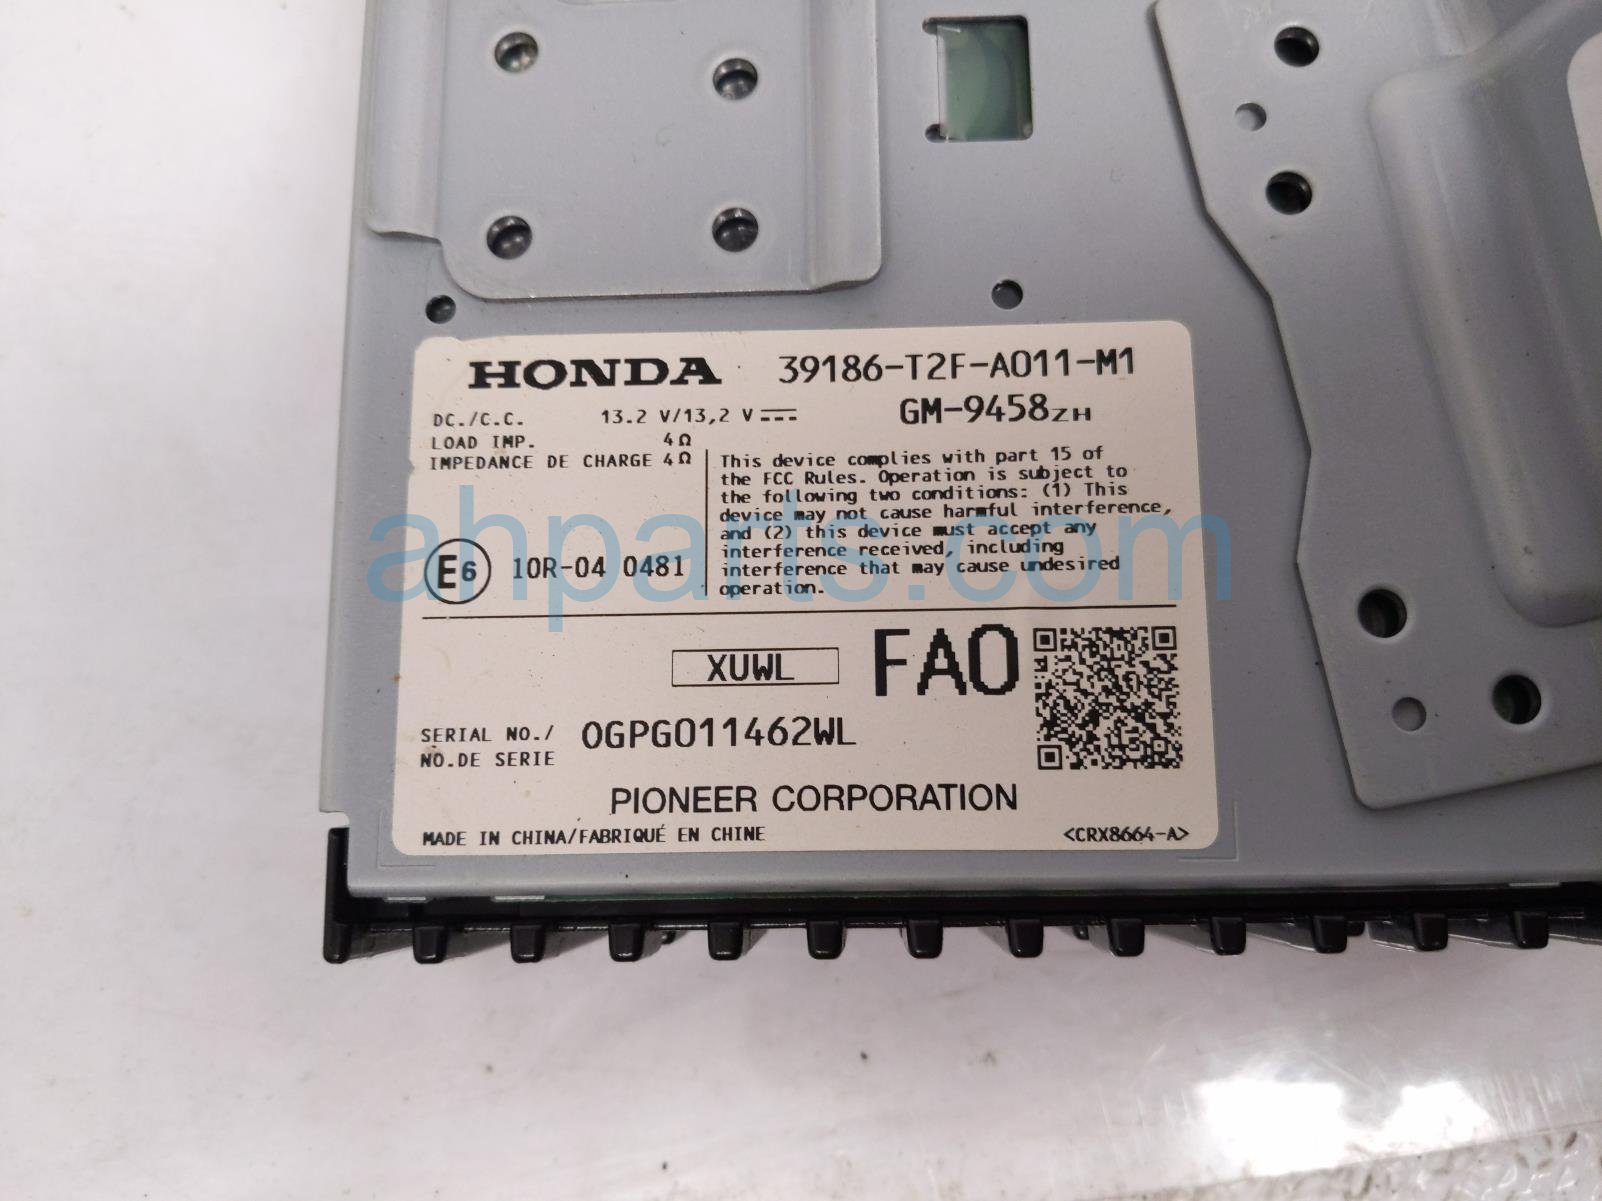 HONDA 39186-T2F-A011-M1
GM-9458ZH
DC./C.C. 13.2 V/13,2 V
LOAD IMP. 4Ω
IMPEDANCE DE CHARGE 4Ω
This device complies with part 15 of
the FCC Rules. Operation is subject to
the following two conditions: (1) This
device may not cause harmful interference,
and (2) this device must accept any
interference received, including
interference that may cause undesired
operation.
E6 10R-04 0481
ahparts.com
XUWL FA0
SERIAL NO./
NO.DE SERIE
0GPG011462WL
PIONEER CORPORATION
MADE IN CHINA/FABRIQUÉ EN CHINE <CRX8664-A>